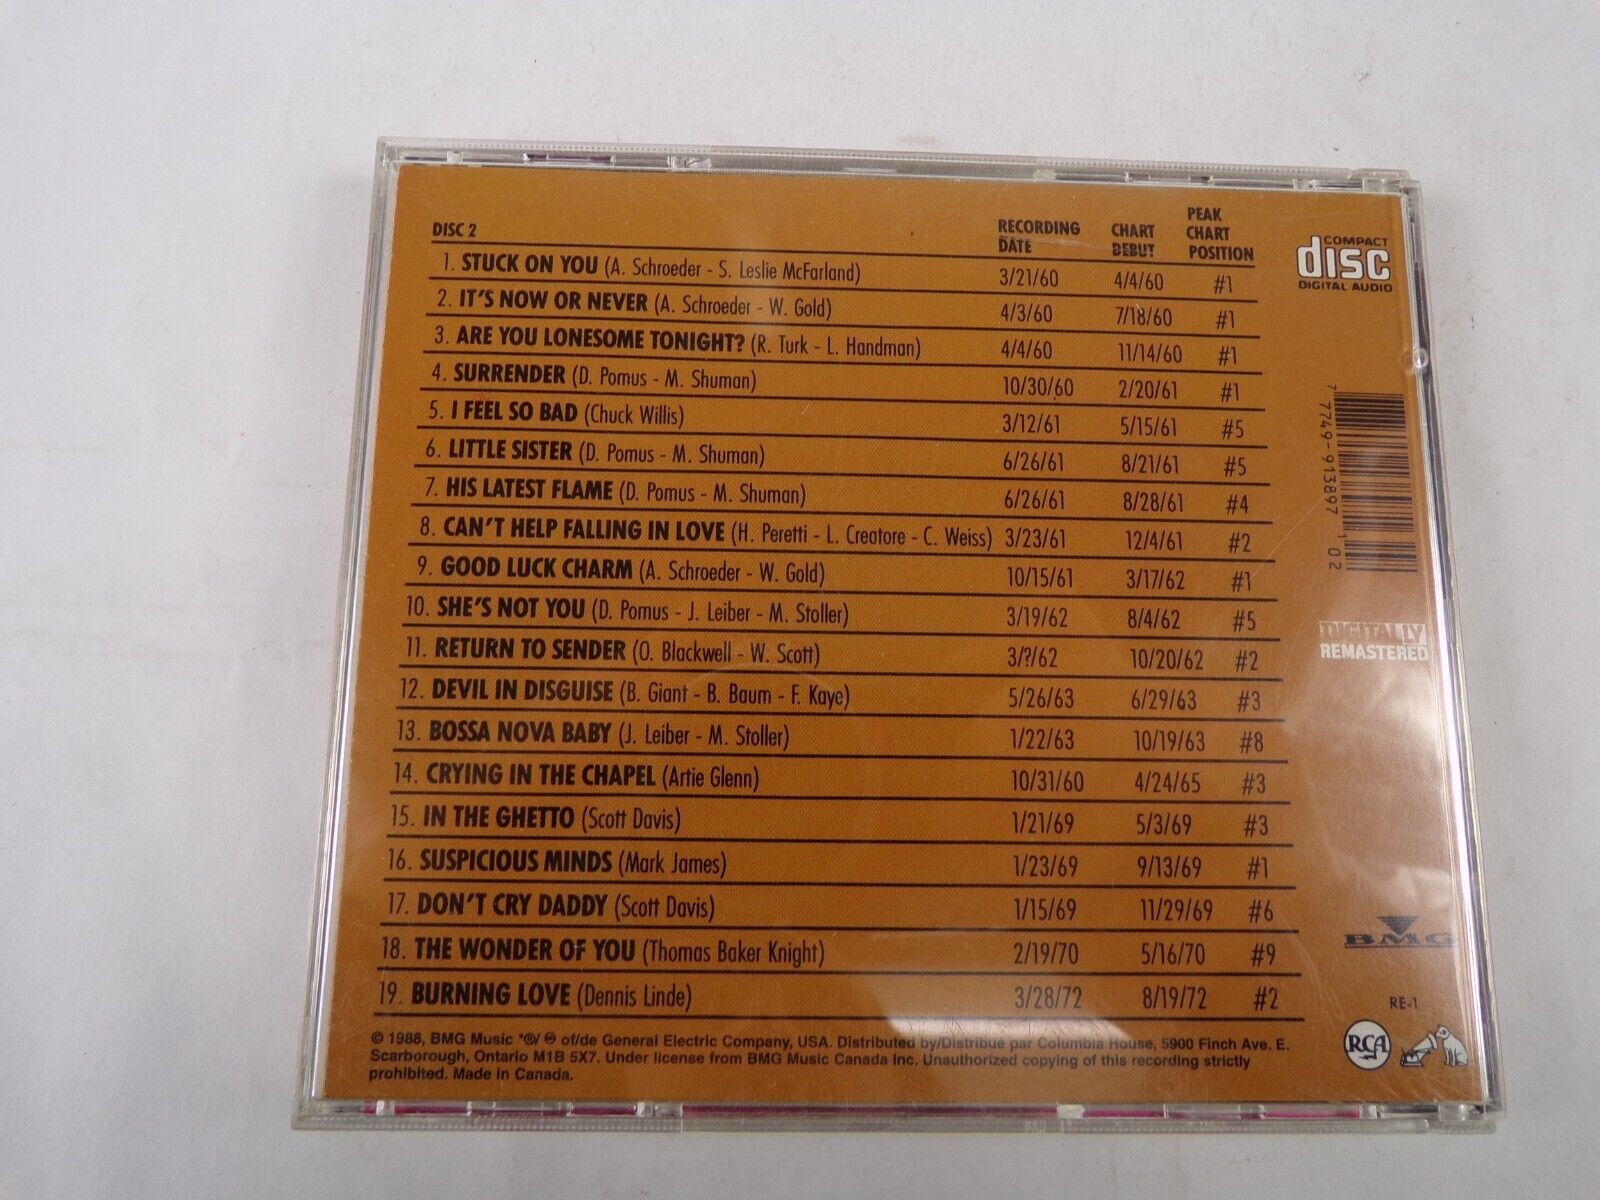 DISC 2 RECORDING DATE CHART DEBUT PEAK CHART POSITION
1. STUCK ON YOU (A. Schroeder - S. Leslie McFarland) 3/21/60 4/4/60 #1
2. IT'S NOW OR NEVER (A. Schroeder - W. Gold) 4/3/60 7/18/60 #1
3. ARE YOU LONESOME TONIGHT? (R. Turk - L. Handman) 4/4/60 11/14/60 #1
4. SURRENDER (D. Pomus - M. Shuman) 10/30/60 2/20/61 #1
5. I FEEL SO BAD (Chuck Willis) 3/12/61 5/15/61 #5
6. LITTLE SISTER (D. Pomus - M. Shuman) 6/26/61 8/21/61 #5
7. HIS LATEST FLAME (D. Pomus - M. Shuman) 6/26/61 8/28/61 #4
8. CAN'T HELP FALLING IN LOVE (H. Peretti - L. Creatore - C. Weiss) 3/23/61 12/4/61 #2
9. GOOD LUCK CHARM (A. Schroeder - W. Gold) 10/15/61 3/17/62 #1
10. SHE'S NOT YOU (D. Pomus - J. Leiber - M. Stoller) 3/19/62 8/4/62 #5
11. RETURN TO SENDER (O. Blackwell - W. Scott) 3/?/62 10/20/62 #2
12. DEVIL IN DISGUISE (B. Giant - B. Baum - F. Kaye) 5/26/63 6/29/63 #3
13. BOSSA NOVA BABY (J. Leiber - M. Stoller) 1/22/63 10/19/63 #8
14. CRYING IN THE CHAPEL (Artie Glenn) 10/31/60 4/24/65 #3
15. IN THE GHETTO (Scott Davis) 1/21/69 5/3/69 #3
16. SUSPICIOUS MINDS (Mark James) 1/23/69 9/13/69 #1
17. DON'T CRY DADDY (Scott Davis) 1/15/69 11/29/69 #6
18. THE WONDER OF YOU (Thomas Baker Knight) 2/19/70 5/16/70 #9
19. BURNING LOVE (Dennis Linde) 3/28/72 8/19/72 #2
© 1988, BMG Music *®/ ℗ of/de General Electric Company, USA. Distributed by/Distribué par Columbia House, 5900 Finch Ave. E.
Scarborough, Ontario M1B 5X7. Under license from BMG Music Canada Inc. Unauthorized copying of this recording strictly
prohibited. Made in Canada.
COMPACT
disc
DIGITAL AUDIO
7 7749-913897 102
DIGITALLY
REMASTERED
BMG
RE-1
RCA